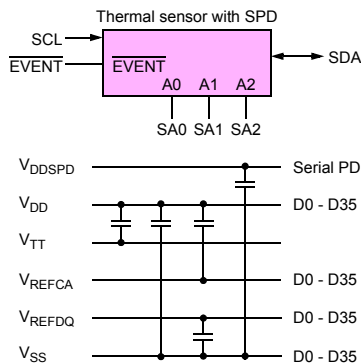 Thermal sensor with SPD
SCL
EVENT EVENT
SDA
A0 A1 A2
SA0 SA1 SA2
VDDSPD Serial PD
VDD D0 - D35
VTT
VREFCA D0 - D35
VREFDQ D0 - D35
VSS D0 - D35